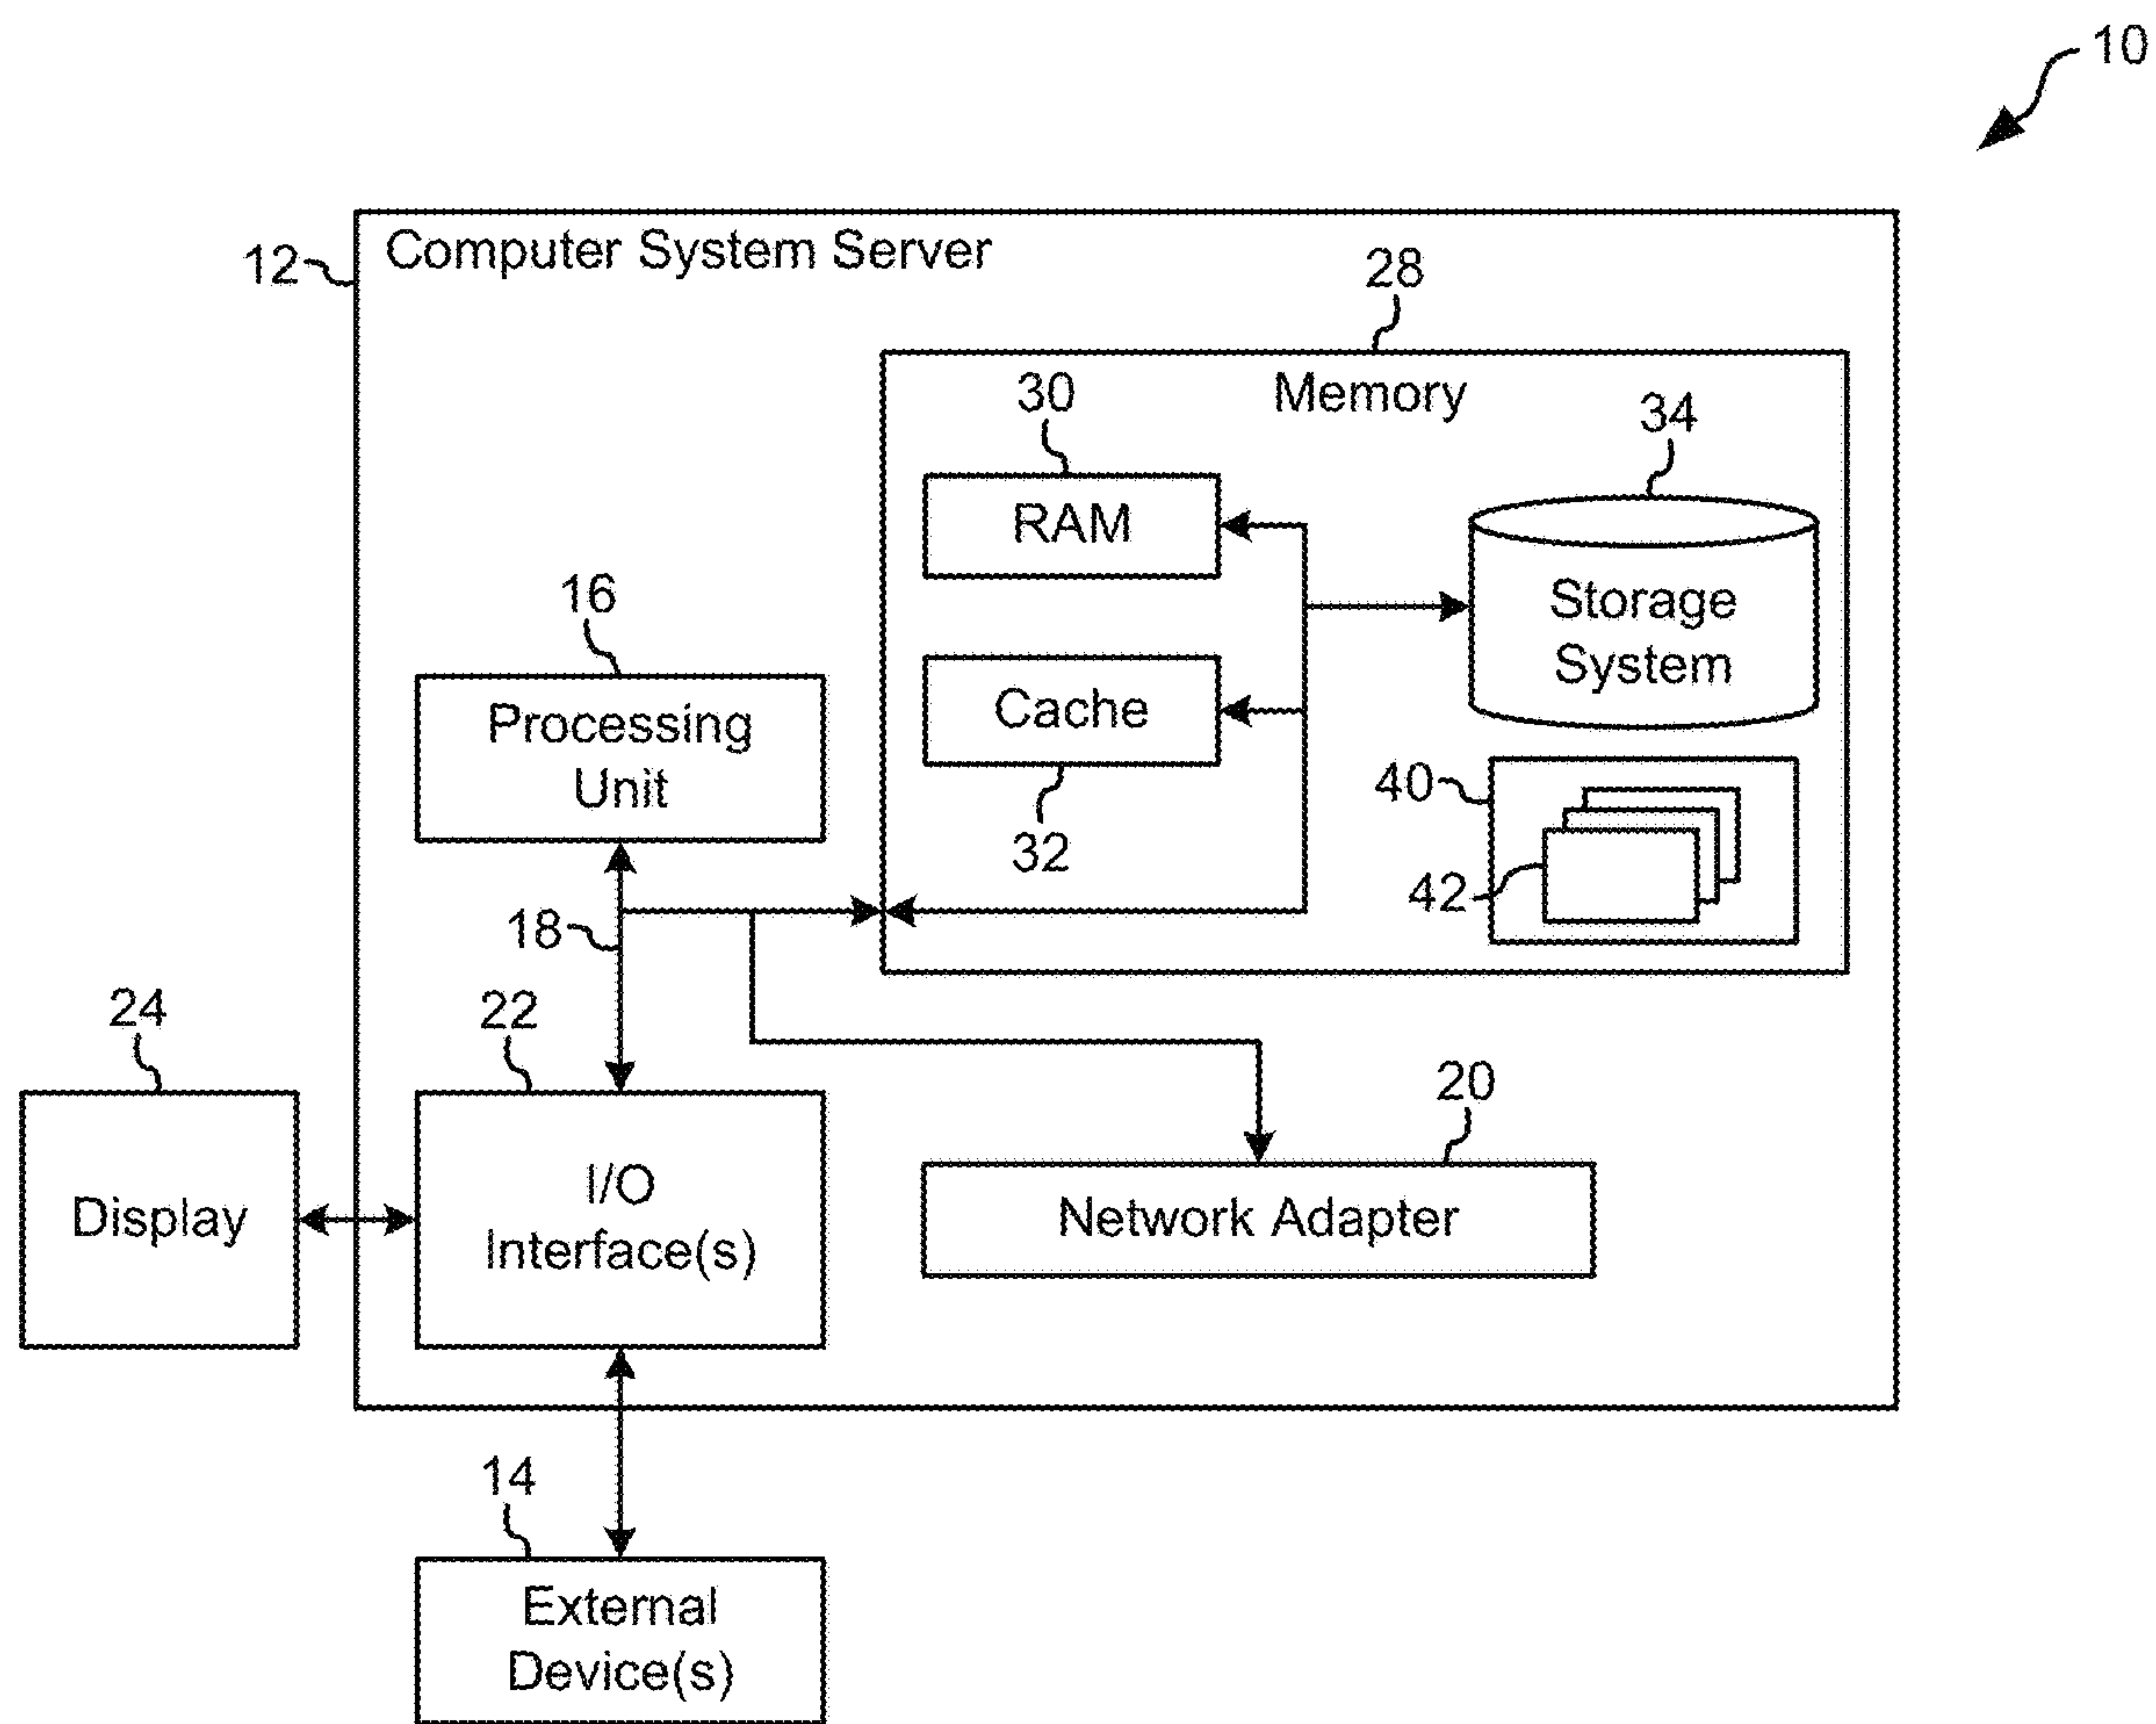 10
12
Computer System Server
28
Memory
30
RAM
34
Storage
System
16
Processing
Unit
Cache
32
40
42
18
24
22
Display
I/O
Interface(s)
20
Network Adapter
14
External
Device(s)